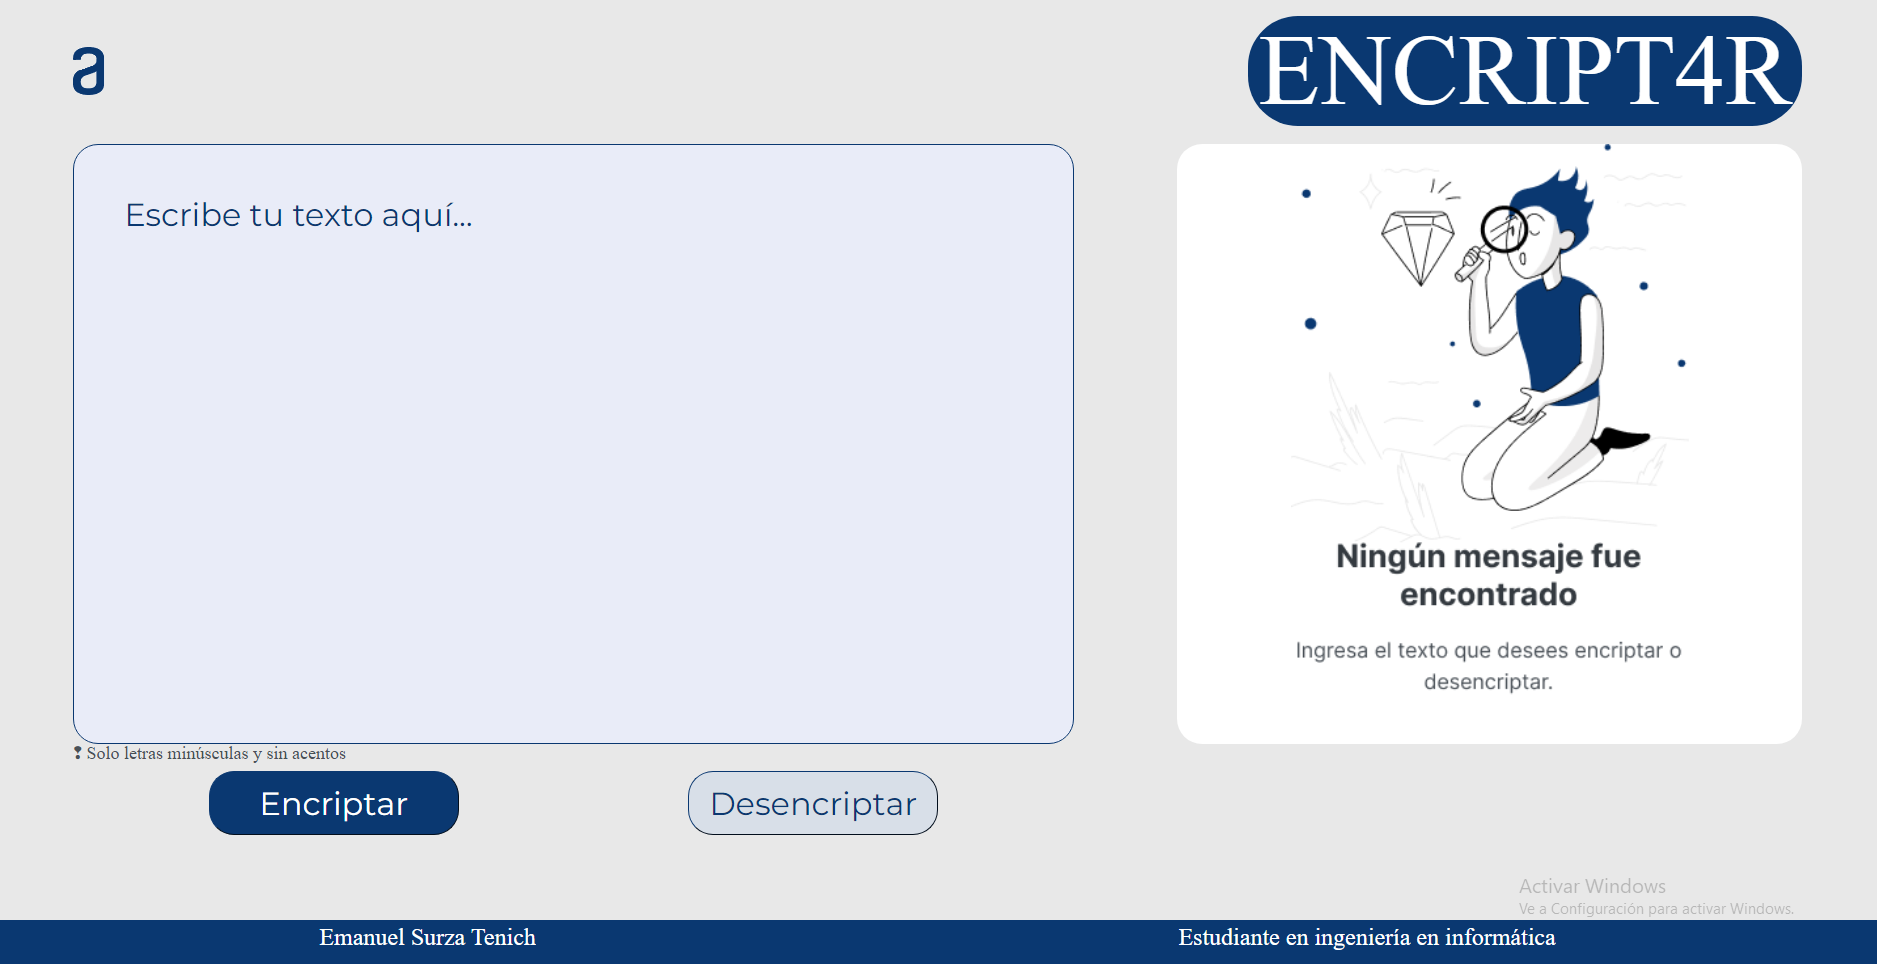 a
ENCRIPT4R
Escribe tu texto aquí...
Ningún mensaje fue
encontrado
Ingresa el texto que desees encriptar o
desencriptar.
❢ Solo letras minúsculas y sin acentos
Encriptar
Desencriptar
Activar Windows
Ve a Configuración para activar Windows.
Emanuel Surza Tenich
Estudiante en ingeniería en informática